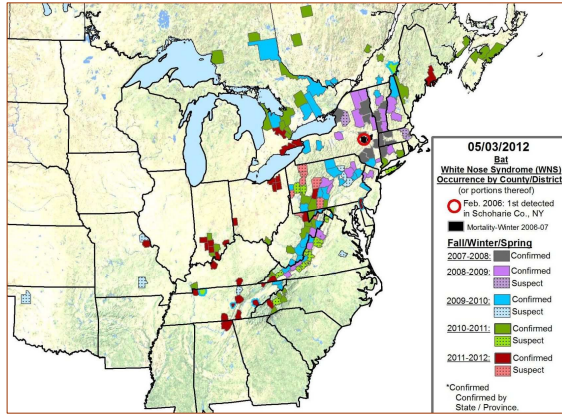 05/03/2012
Bat
White Nose Syndrome (WNS)
Occurrence by County/District
(or portions thereof)
Feb. 2006: 1st detected
in Schoharie Co., NY
Mortality-Winter 2006-07
Fall/Winter/Spring
2007-2008: Confirmed
2008-2009: Confirmed
Suspect
2009-2010: Confirmed
Suspect
2010-2011: Confirmed
Suspect
2011-2012: Confirmed
Suspect
*Confirmed
Confirmed by
State / Province.